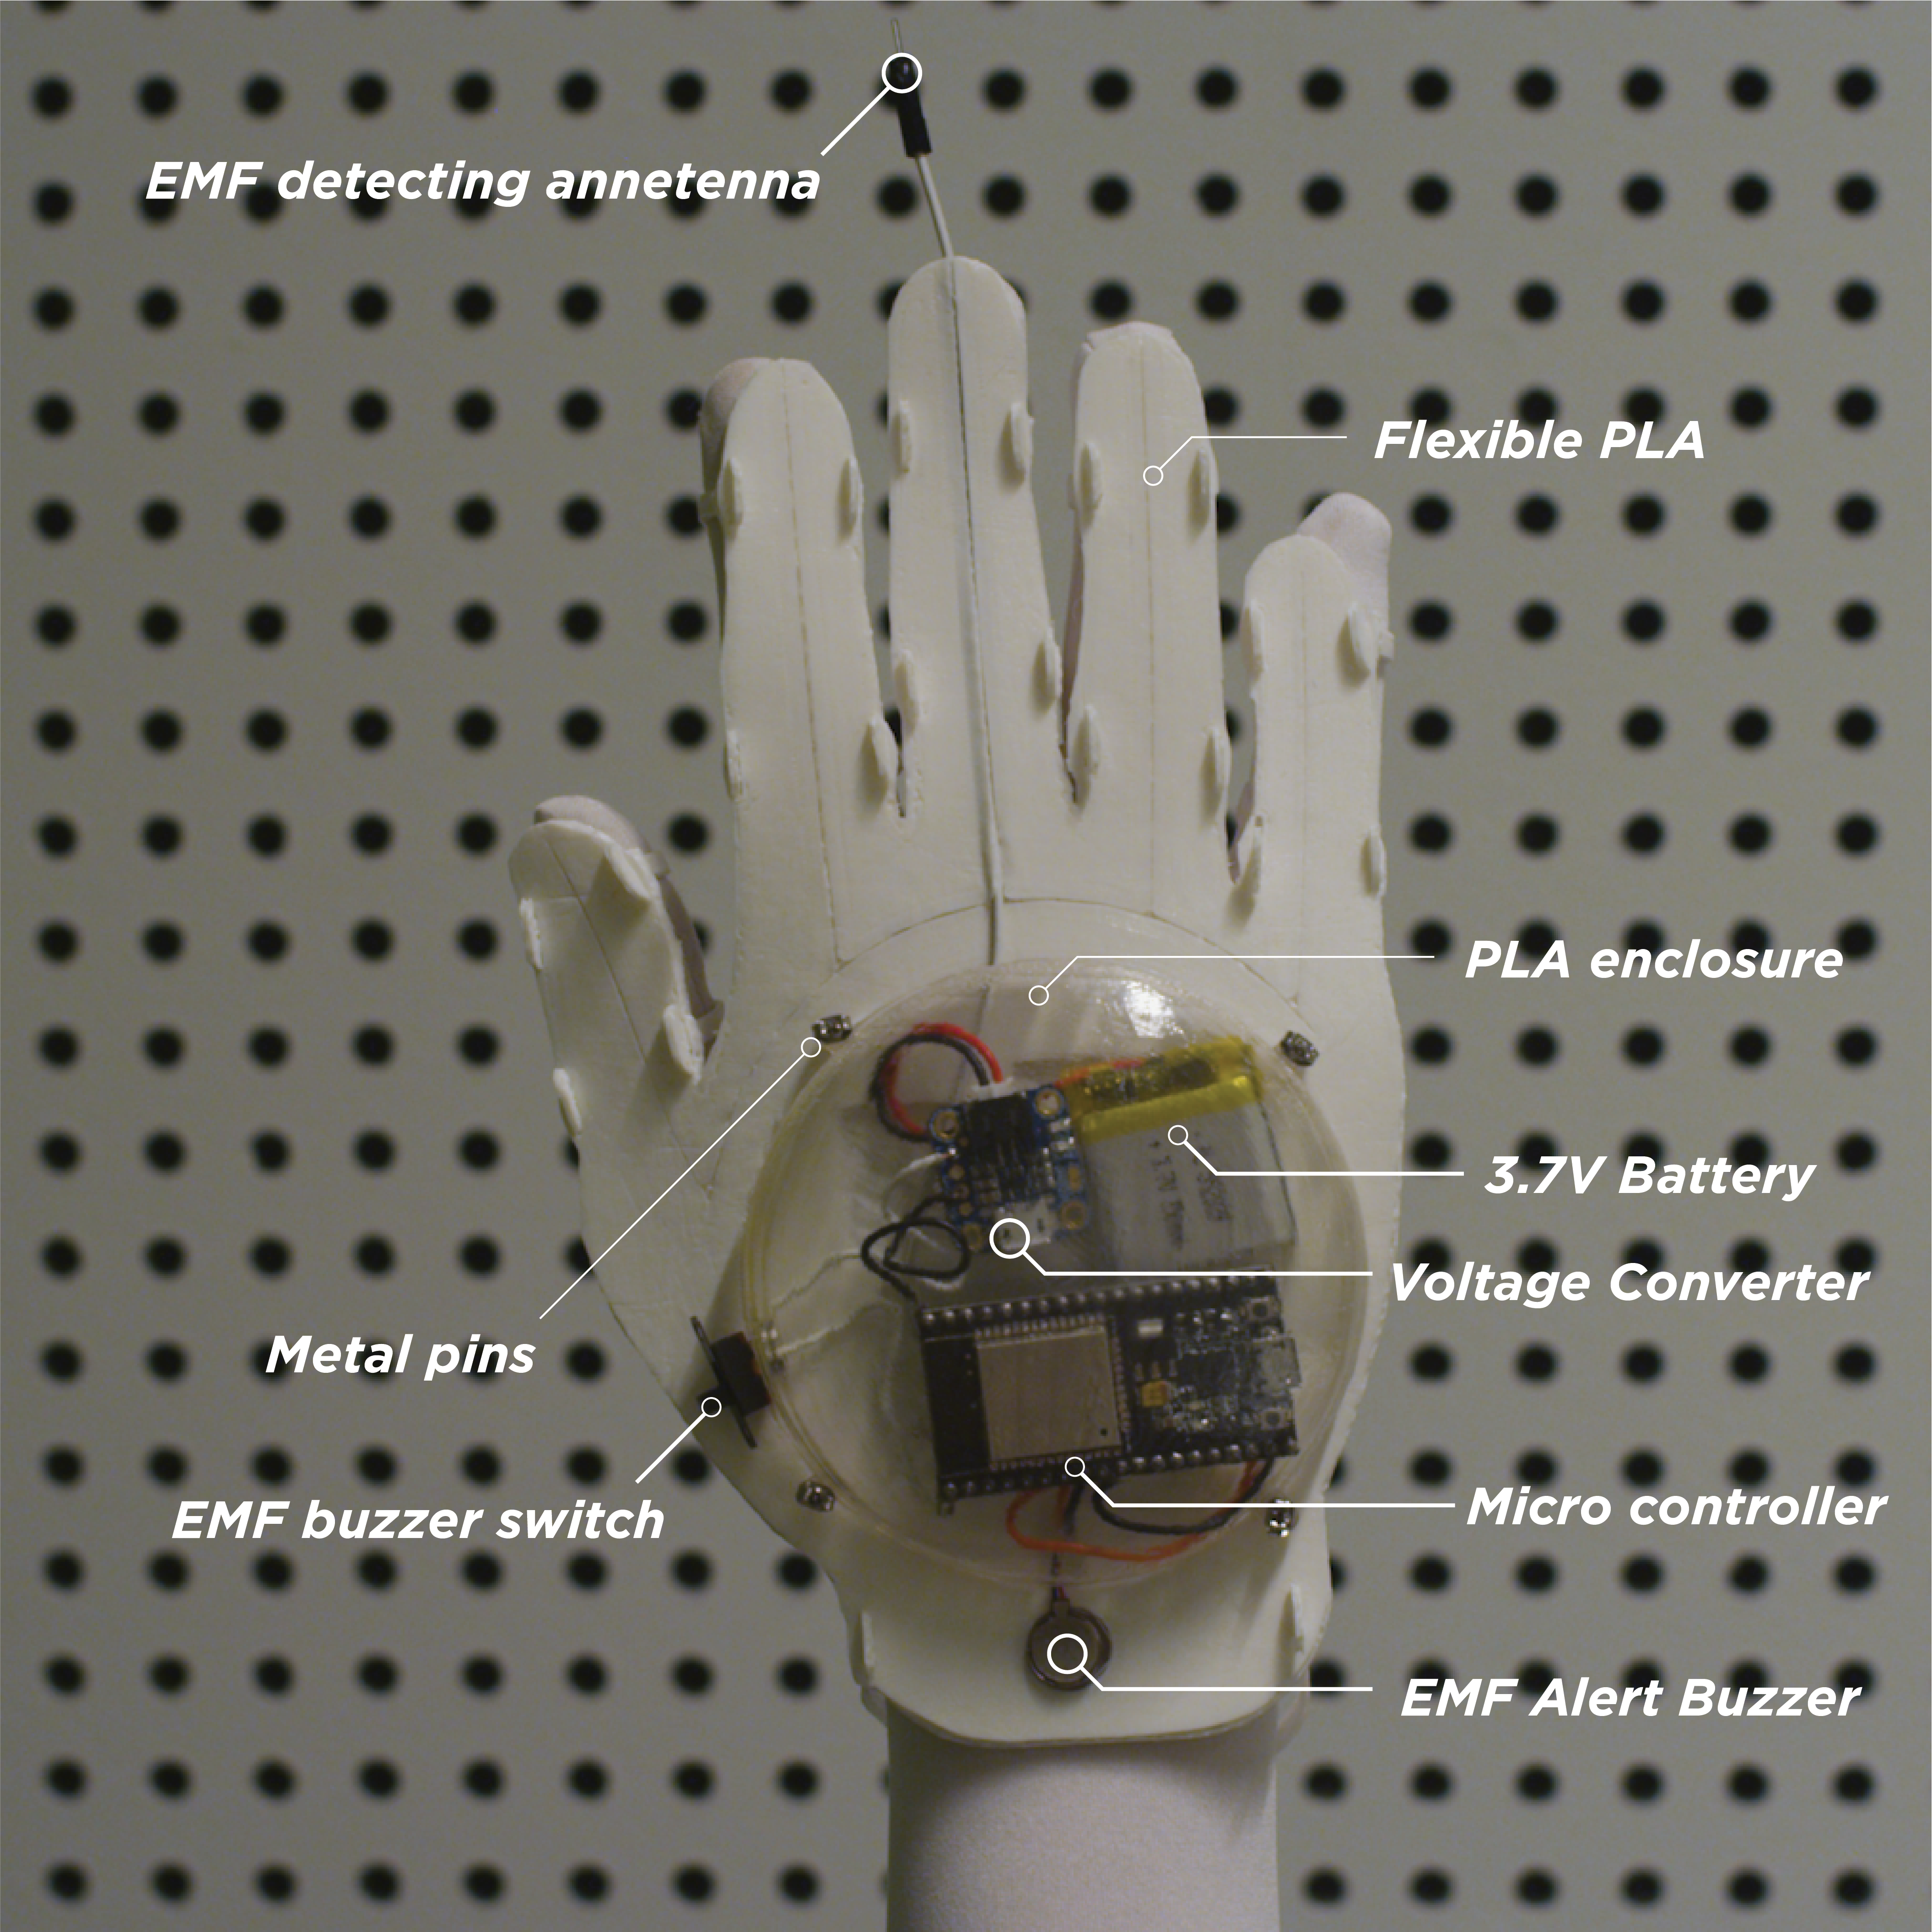 EMF detecting annetenna
Flexible PLA
PLA enclosure
3.7V Battery
Voltage Converter
Metal pins
EMF buzzer switch
Micro controller
EMF Alert Buzzer